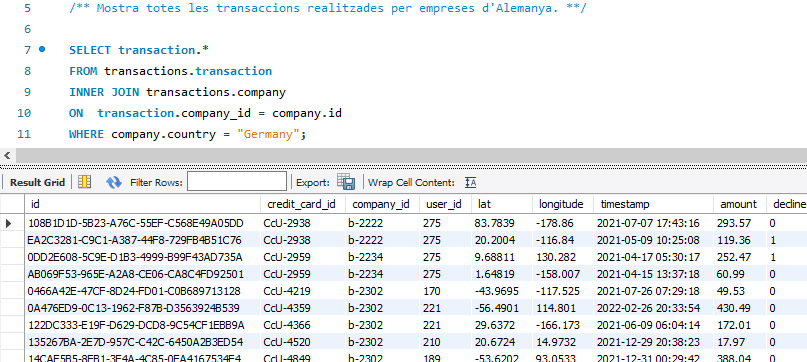 5 /** Mostra totes les transaccions realitzades per empreses d'Alemanya. **/
6
7 SELECT transaction.*
8 FROM transactions.transaction
9 INNER JOIN transactions.company
10 ON transaction.company_id = company.id
11 WHERE company.country = "Germany";
Result Grid Filter Rows: Export: Wrap Cell Content:
id credit_card_id company_id user_id lat longitude timestamp amount decline
108B1D1D-5B23-A76C-55EF-C568E49A05DD CcU-2938 b-2222 275 83.7839 -178.86 2021-07-07 17:43:16 293.57 0
EA2C3281-C9C1-A387-44F8-729FB4B51C76 CcU-2938 b-2222 275 20.2004 -116.84 2021-05-09 10:25:08 119.36 1
0DD2E608-5C9E-D1B3-4999-B99F43AD735A CcU-2959 b-2234 275 9.68811 130.282 2021-04-17 05:30:17 252.47 1
AB069F53-965E-A2A8-CE06-CA8C4FD92501 CcU-2959 b-2234 275 1.64819 -158.007 2021-04-15 13:37:18 60.99 0
0466A42E-47CF-8D24-FD01-C0B689713128 CcU-4219 b-2302 170 -43.9695 -117.525 2021-07-26 07:29:18 49.53 0
0A476ED9-0C13-1962-F87B-D3563924B539 CcU-4359 b-2302 221 -56.4901 114.801 2022-02-26 20:33:54 430.49 0
122DC333-E19F-D629-DCD8-9C54CF1EBB9A CcU-4366 b-2302 221 29.6372 -166.173 2021-06-09 06:04:14 172.01 0
135267BA-2E7D-957C-C42C-6450A2B3ED54 CcU-4520 b-2302 210 20.6724 14.9732 2021-12-31 20:38:23 17.97 0
14CAE5B5-8EB1-3F4A-4C85-0EA4167534E4 CcU-4849 b-2302 189 -53.6202 93.0533 2021-12-31 00:29:42 388.04 0